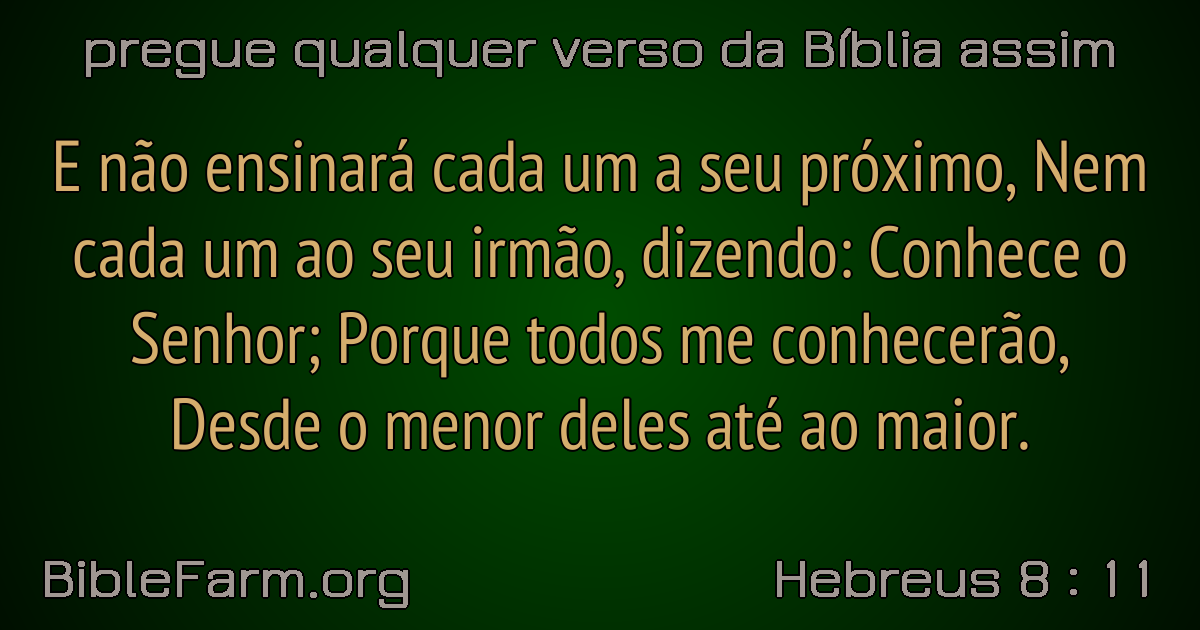 pregue qualquer verso da Bíblia assim
E não ensinará cada um a seu próximo, Nem
cada um ao seu irmão, dizendo: Conhece o
Senhor; Porque todos me conhecerão,
Desde o menor deles até ao maior.
BibleFarm.org
Hebreus 8 : 11